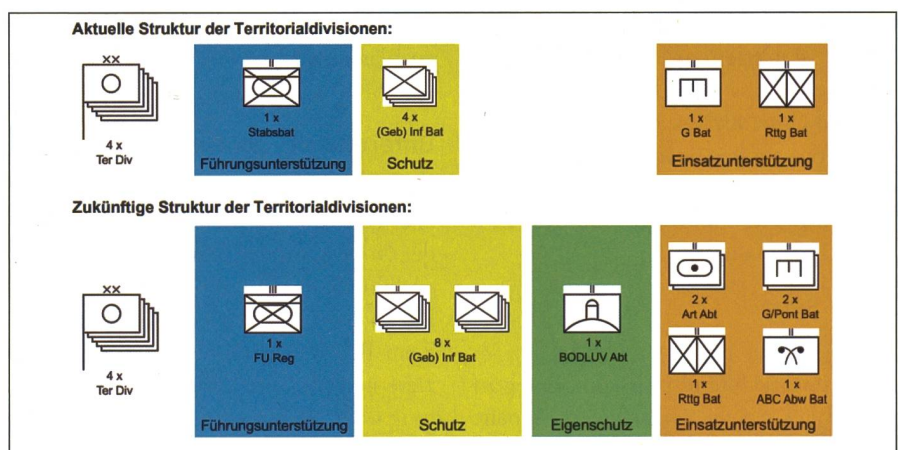 Aktuelle Struktur der Territorialdivisionen:
4 x
Ter Div
1 x
Stabsbat
Führungsunterstützung
4 x
(Geb) Inf Bat
Schutz
1 x
G Bat
1 x
Rttg Bat
Einsatzunterstützung
Zukünftige Struktur der Territorialdivisionen:
4 x
Ter Div
1 x
FU Reg
Führungsunterstützung
8 x
(Geb) Inf Bat
Schutz
1 x
BODLUV Abt
Eigenschutz
2 x
Art Abt
2 x
G/Pont Bat
1 x
Rttg Bat
1 x
ABC Abw Bat
Einsatzunterstützung